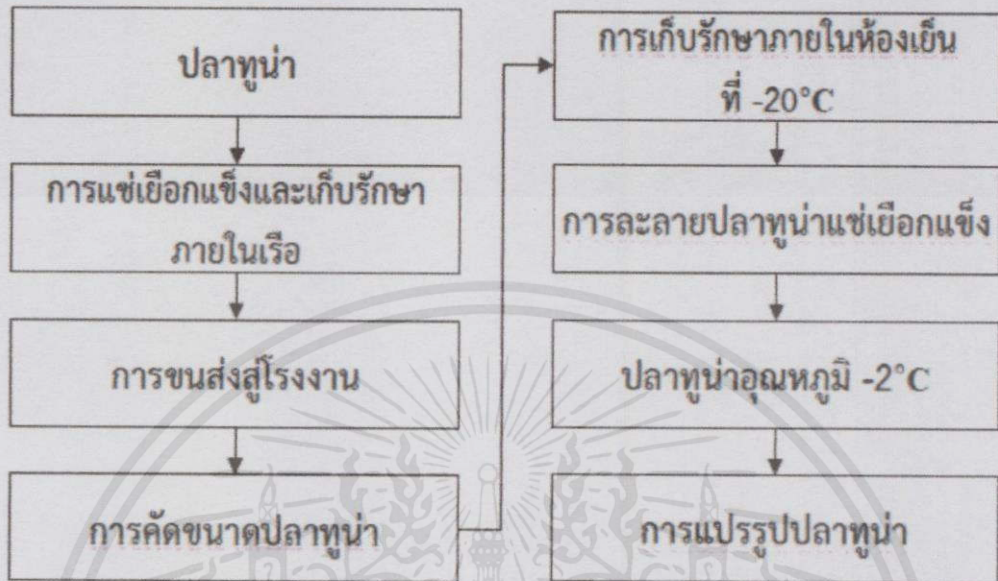 ปลาทูน่า
การแช่เยือกแข็งและเก็บรักษา
ภายในเรือ
การขนส่งสู่โรงงาน
การคัดขนาดปลาทูน่า
การเก็บรักษาภายในห้องเย็น
ที่ -20°C
การละลายปลาทูน่าแช่เยือกแข็ง
ปลาทูน่าอุณหภูมิ -2°C
การแปรรูปปลาทูน่า